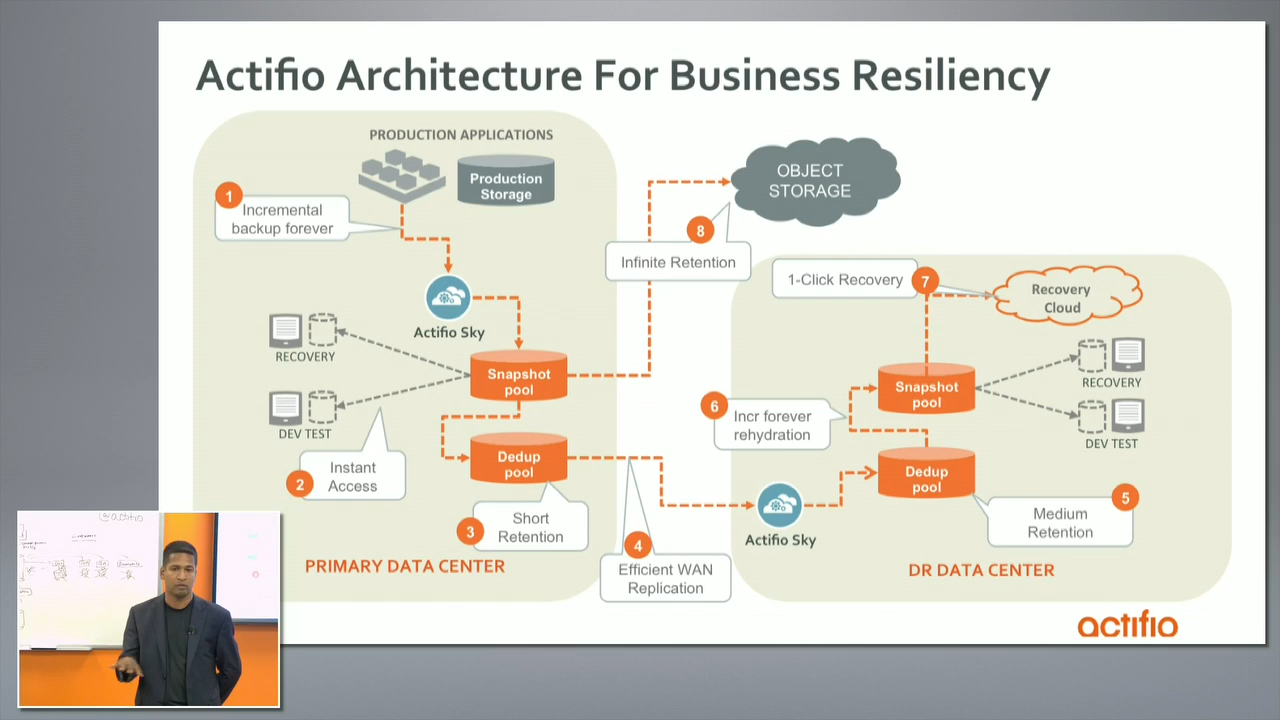 Actifio Architecture For Business Resiliency
PRODUCTION APPLICATIONS
Production
Storage
1
Incremental
backup forever
Actifio Sky
RECOVERY
DEV TEST
Snapshot
pool
2
Instant
Access
Dedup
pool
3
Short
Retention
PRIMARY DATA CENTER
4
Efficient WAN
Replication
OBJECT
STORAGE
8
Infinite Retention
1-Click Recovery
7
Recovery
Cloud
6
Incr forever
rehydration
Snapshot
pool
RECOVERY
DEV TEST
Actifio Sky
Dedup
pool
5
Medium
Retention
DR DATA CENTER
actifio
@actifio